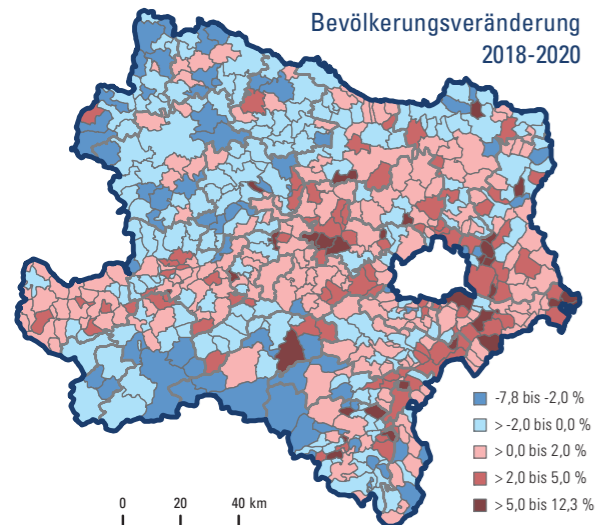 Bevölkerungsveränderung
2018-2020
-7,8 bis -2,0 %
> -2,0 bis 0,0 %
> 0,0 bis 2,0 %
> 2,0 bis 5,0 %
> 5,0 bis 12,3 %
0 20 40 km